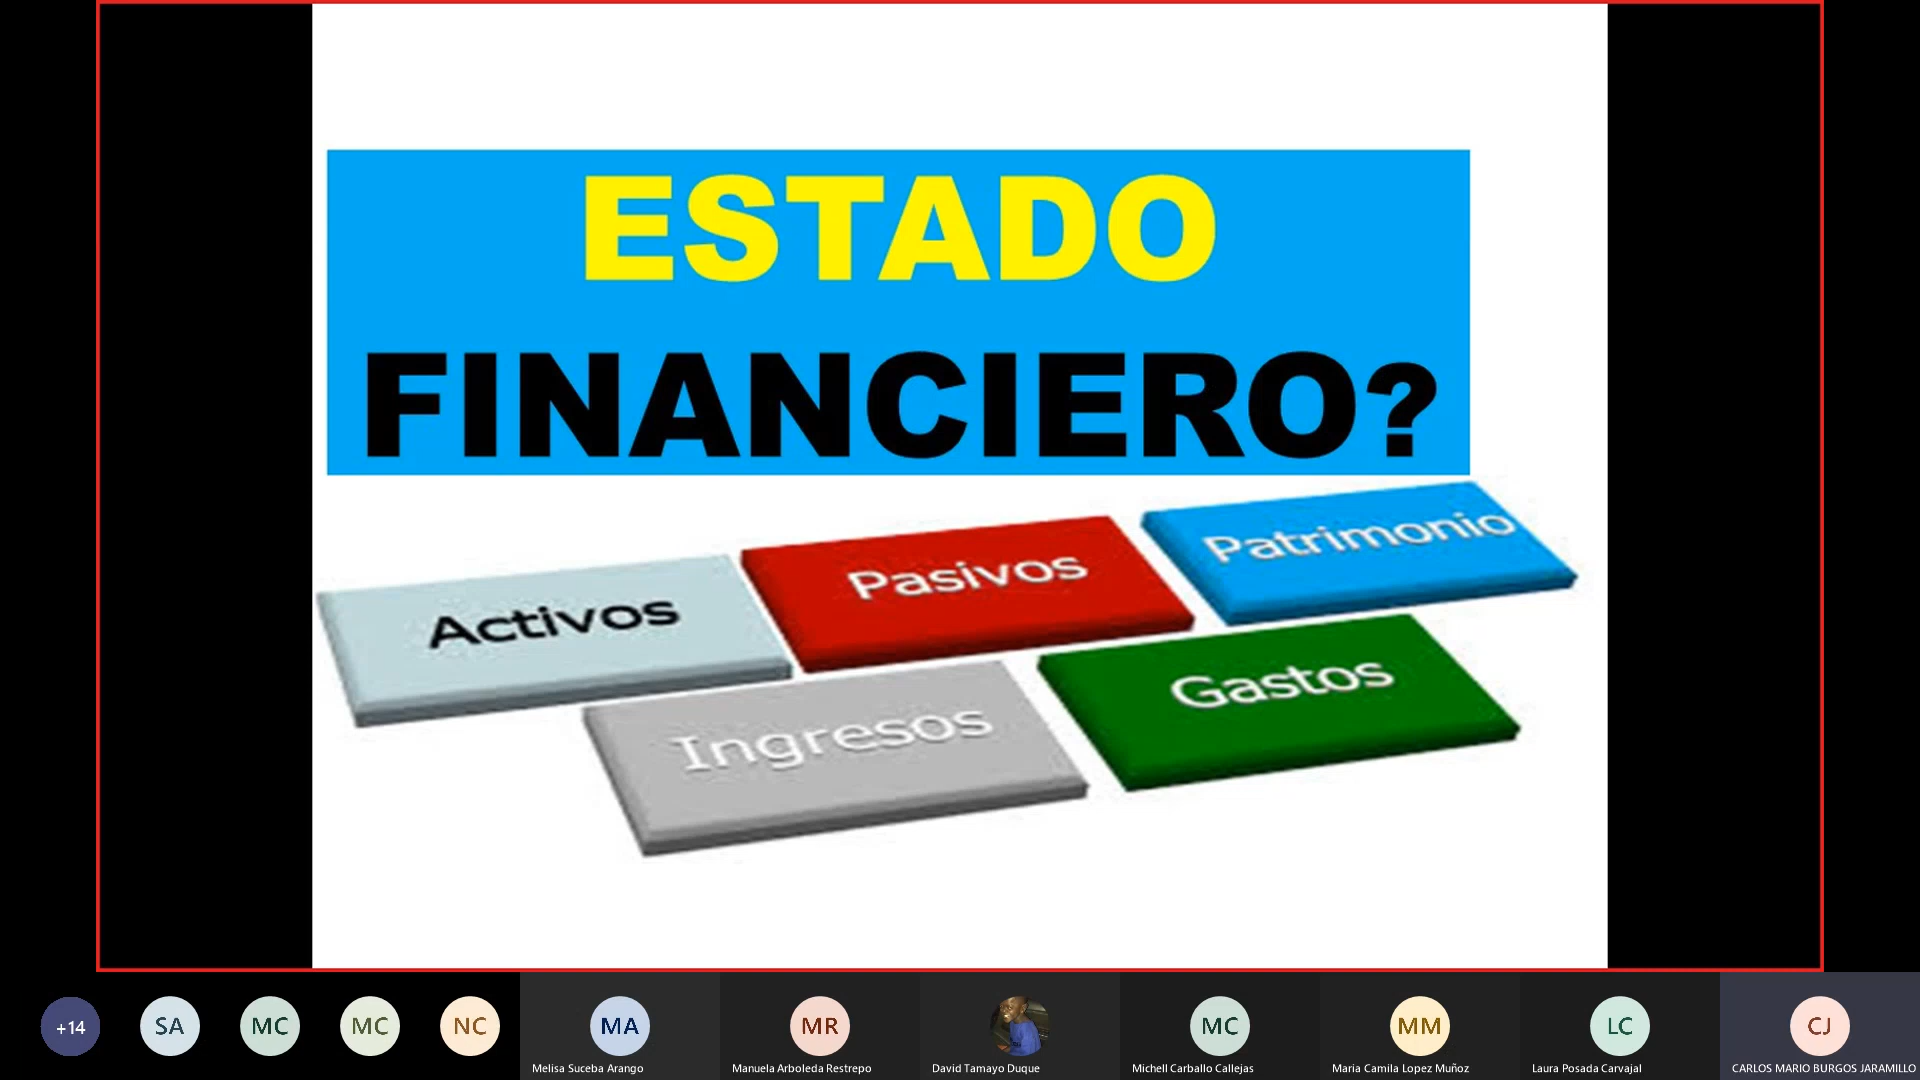 ESTADO
FINANCIERO?
Activos
Pasivos
Patrimonio
Ingresos
Gastos
+14
SA
MC
MC
NC
MA
MR
MC
MM
LC
CJ
Melisa Suceba Arango
Manuela Arboleda Restrepo
David Tamayo Duque
Michell Carballo Callejas
Maria Camila Lopez Muñoz
Laura Posada Carvajal
CARLOS MARIO BURGOS JARAMILLO